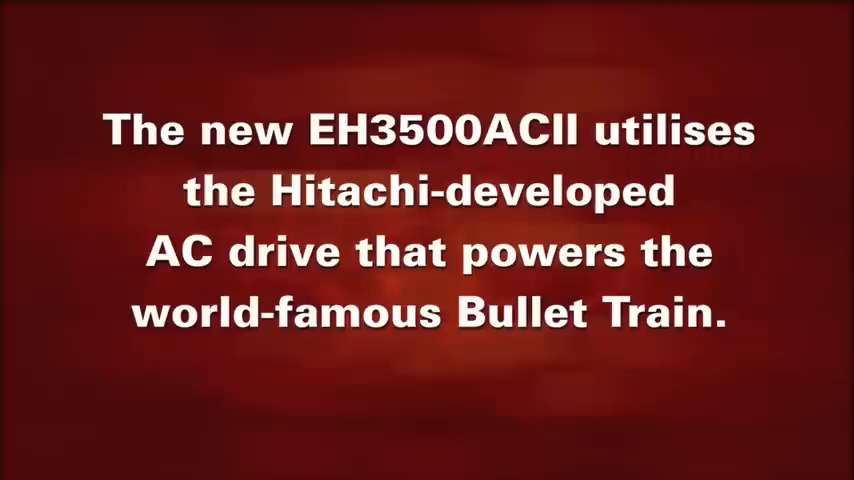 The new EH3500ACII utilises
the Hitachi-developed
AC drive that powers the
world-famous Bullet Train.